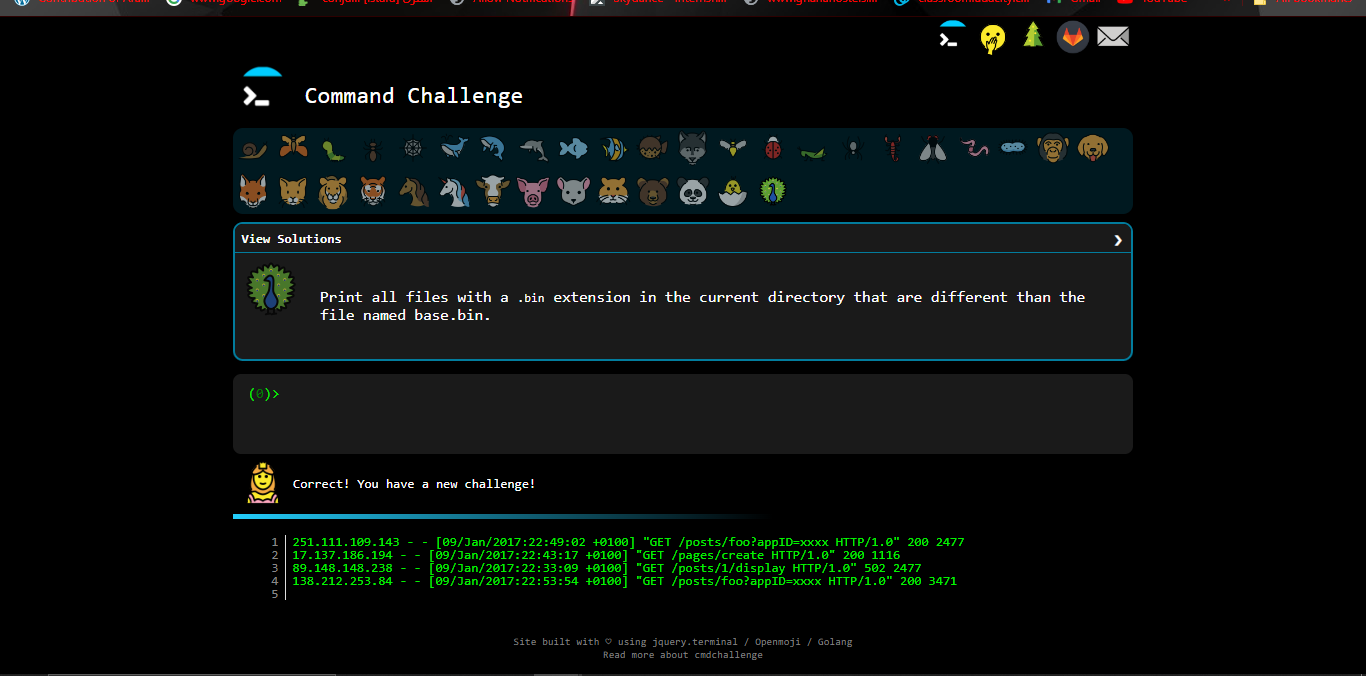 Command Challenge
View Solutions
Print all files with a .bin extension in the current directory that are different than the
file named base.bin.
(0)>
Correct! You have a new challenge!
1 251.111.109.143 - - [09/Jan/2017:22:49:02 +0100] "GET /posts/foo?appID=xxxx HTTP/1.0" 200 2477
2 17.137.186.194 - - [09/Jan/2017:22:43:17 +0100] "GET /pages/create HTTP/1.0" 200 1116
3 89.148.148.238 - - [09/Jan/2017:22:33:09 +0100] "GET /posts/1/display HTTP/1.0" 502 2477
4 138.212.253.84 - - [09/Jan/2017:22:53:54 +0100] "GET /posts/foo?appID=xxxx HTTP/1.0" 200 3471
5
Site built with ♡ using jquery.terminal / Openmoji / Golang
Read more about cmdchallenge